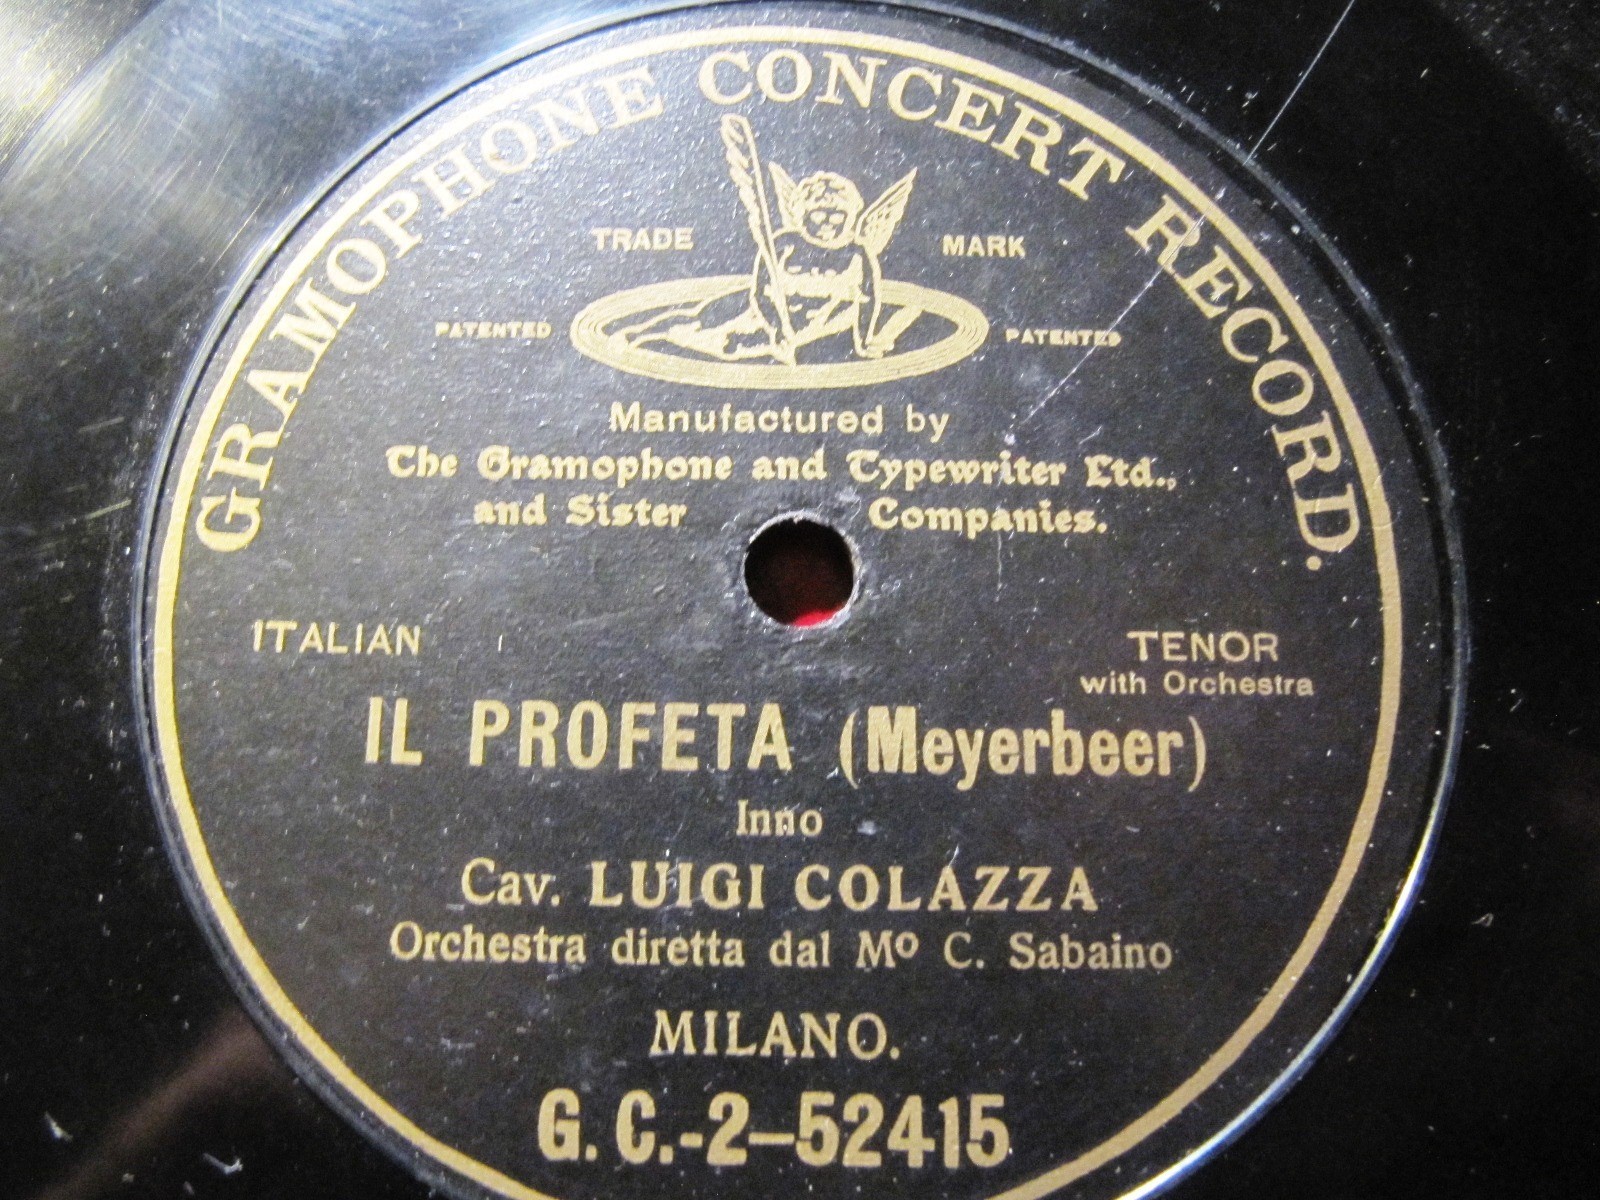 GRAMOPHONE CONCERT RECORD.
TRADE MARK
PATENTED PATENTED
Manufactured by
The Gramophone and Typewriter Ltd.,
and Sister Companies.
ITALIAN
TENOR
with Orchestra
IL PROFETA (Meyerbeer)
Inno
Cav. LUIGI COLAZZA
Orchestra diretta dal Mº C. Sabaino
MILANO.
G. C.-2-52415